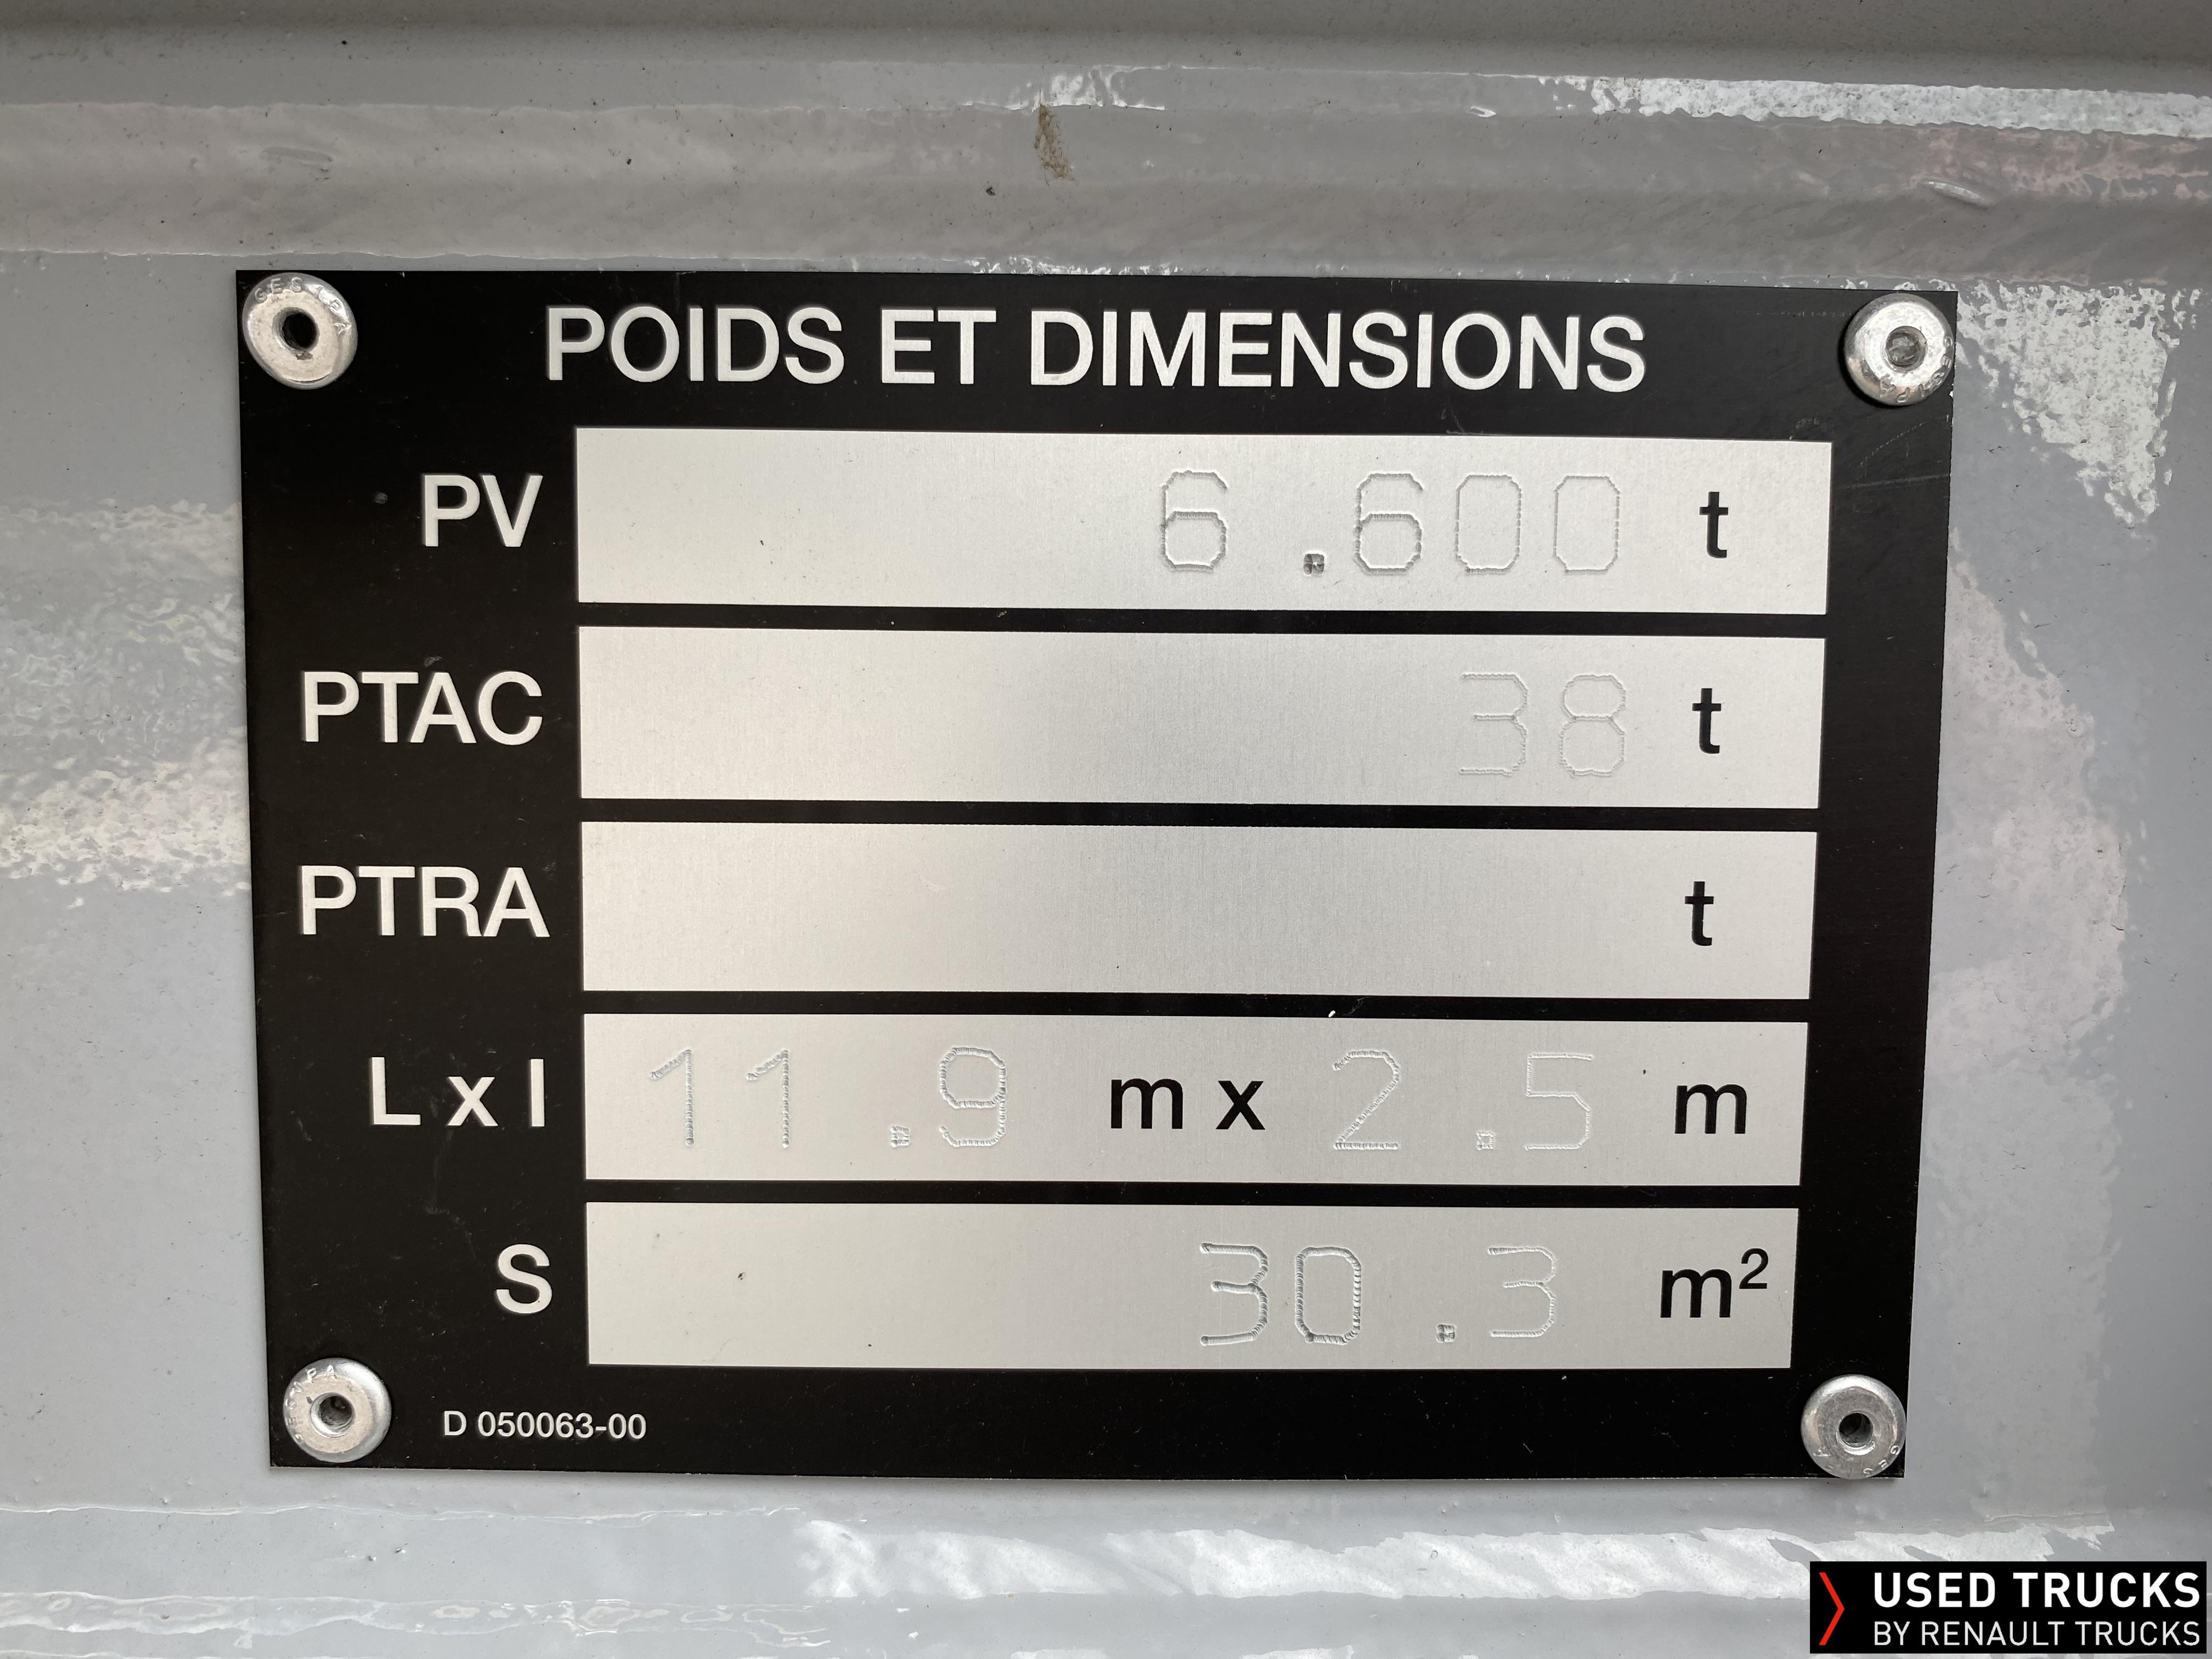 POIDS ET DIMENSIONS
PV 6.600 t
PTAC 38 t
PTRA t
L x l 11.9 m x 2.5 m
S 30.3 m²
D 050063-00
USED TRUCKS
BY RENAULT TRUCKS